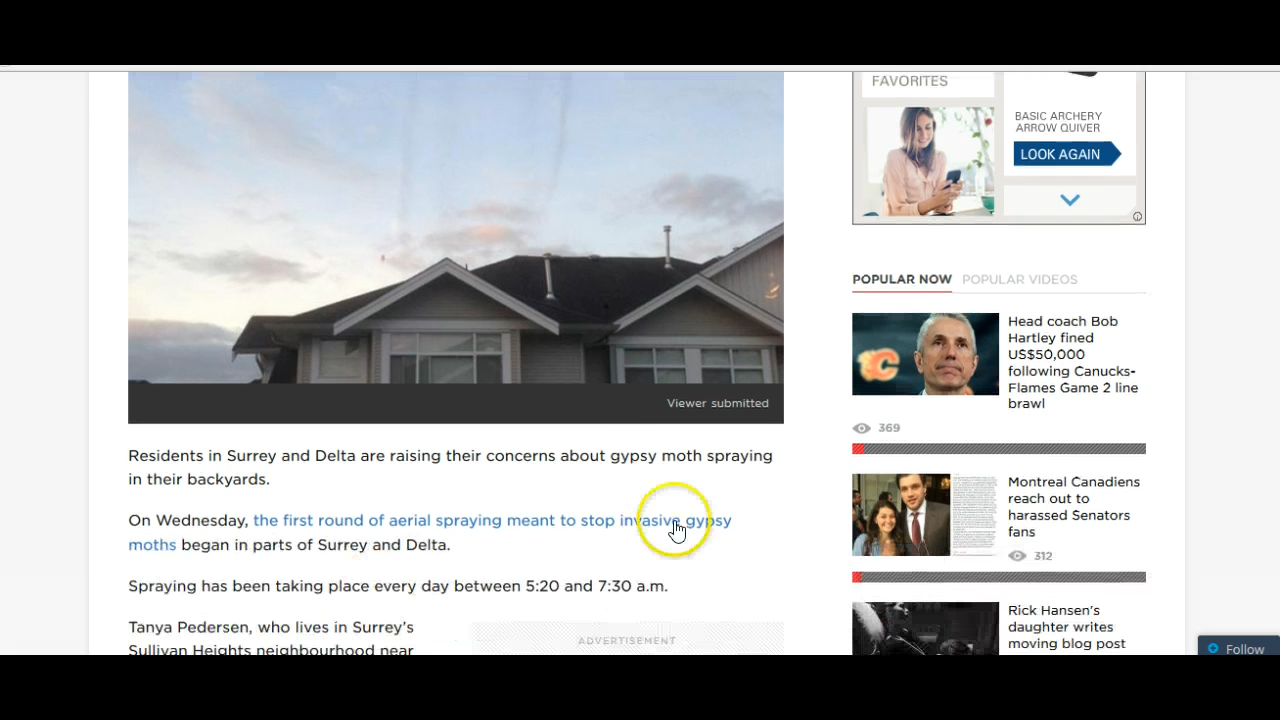 Viewer submitted
Residents in Surrey and Delta are raising their concerns about gypsy moth spraying
in their backyards.
On Wednesday, the first round of aerial spraying meant to stop invasive gypsy
moths began in parts of Surrey and Delta.
Spraying has been taking place every day between 5:20 and 7:30 a.m.
Tanya Pedersen, who lives in Surrey's
Sullivan Heights neighbourhood near
ADVERTISEMENT
FAVORITES
BASIC ARCHERY
ARROW QUIVER
LOOK AGAIN
POPULAR NOW POPULAR VIDEOS
Head coach Bob
Hartley fined
US$50,000
following Canucks-
Flames Game 2 line
brawl
369
Montreal Canadiens
reach out to
harassed Senators
fans
312
Rick Hansen's
daughter writes
moving blog post
Follow